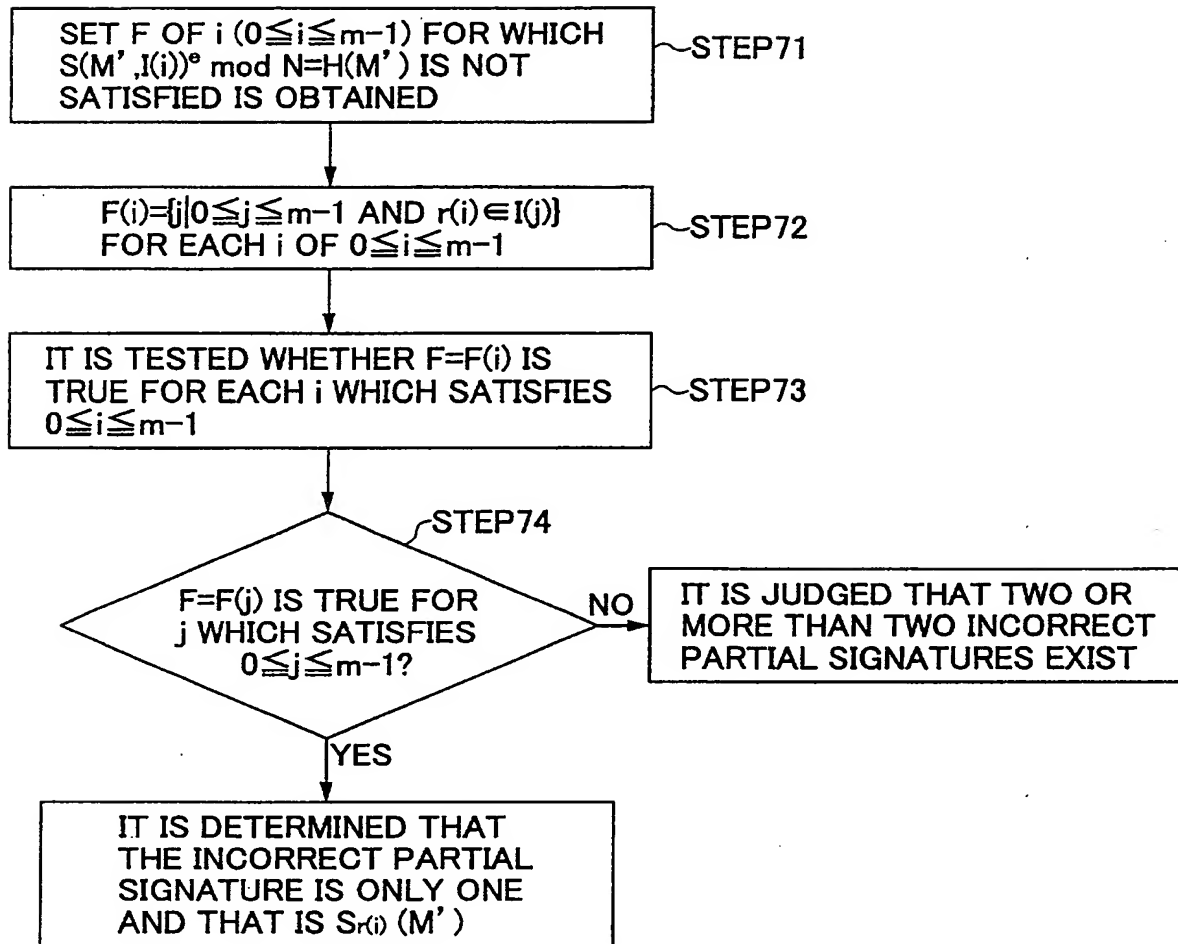 SET F OF i (0≦i≦m-1) FOR WHICH
S(M',I(i))ᵉ mod N=H(M') IS NOT
SATISFIED IS OBTAINED
STEP71
F(i)={j|0≦j≦m-1 AND r(i)∈I(j)}
FOR EACH i OF 0≦i≦m-1
STEP72
IT IS TESTED WHETHER F=F(i) IS
TRUE FOR EACH i WHICH SATISFIES
0≦i≦m-1
STEP73
STEP74
F=F(j) IS TRUE FOR
j WHICH SATISFIES
0≦j≦m-1?
NO
IT IS JUDGED THAT TWO OR
MORE THAN TWO INCORRECT
PARTIAL SIGNATURES EXIST
YES
IT IS DETERMINED THAT
THE INCORRECT PARTIAL
SIGNATURE IS ONLY ONE
AND THAT IS Sr(i) (M')